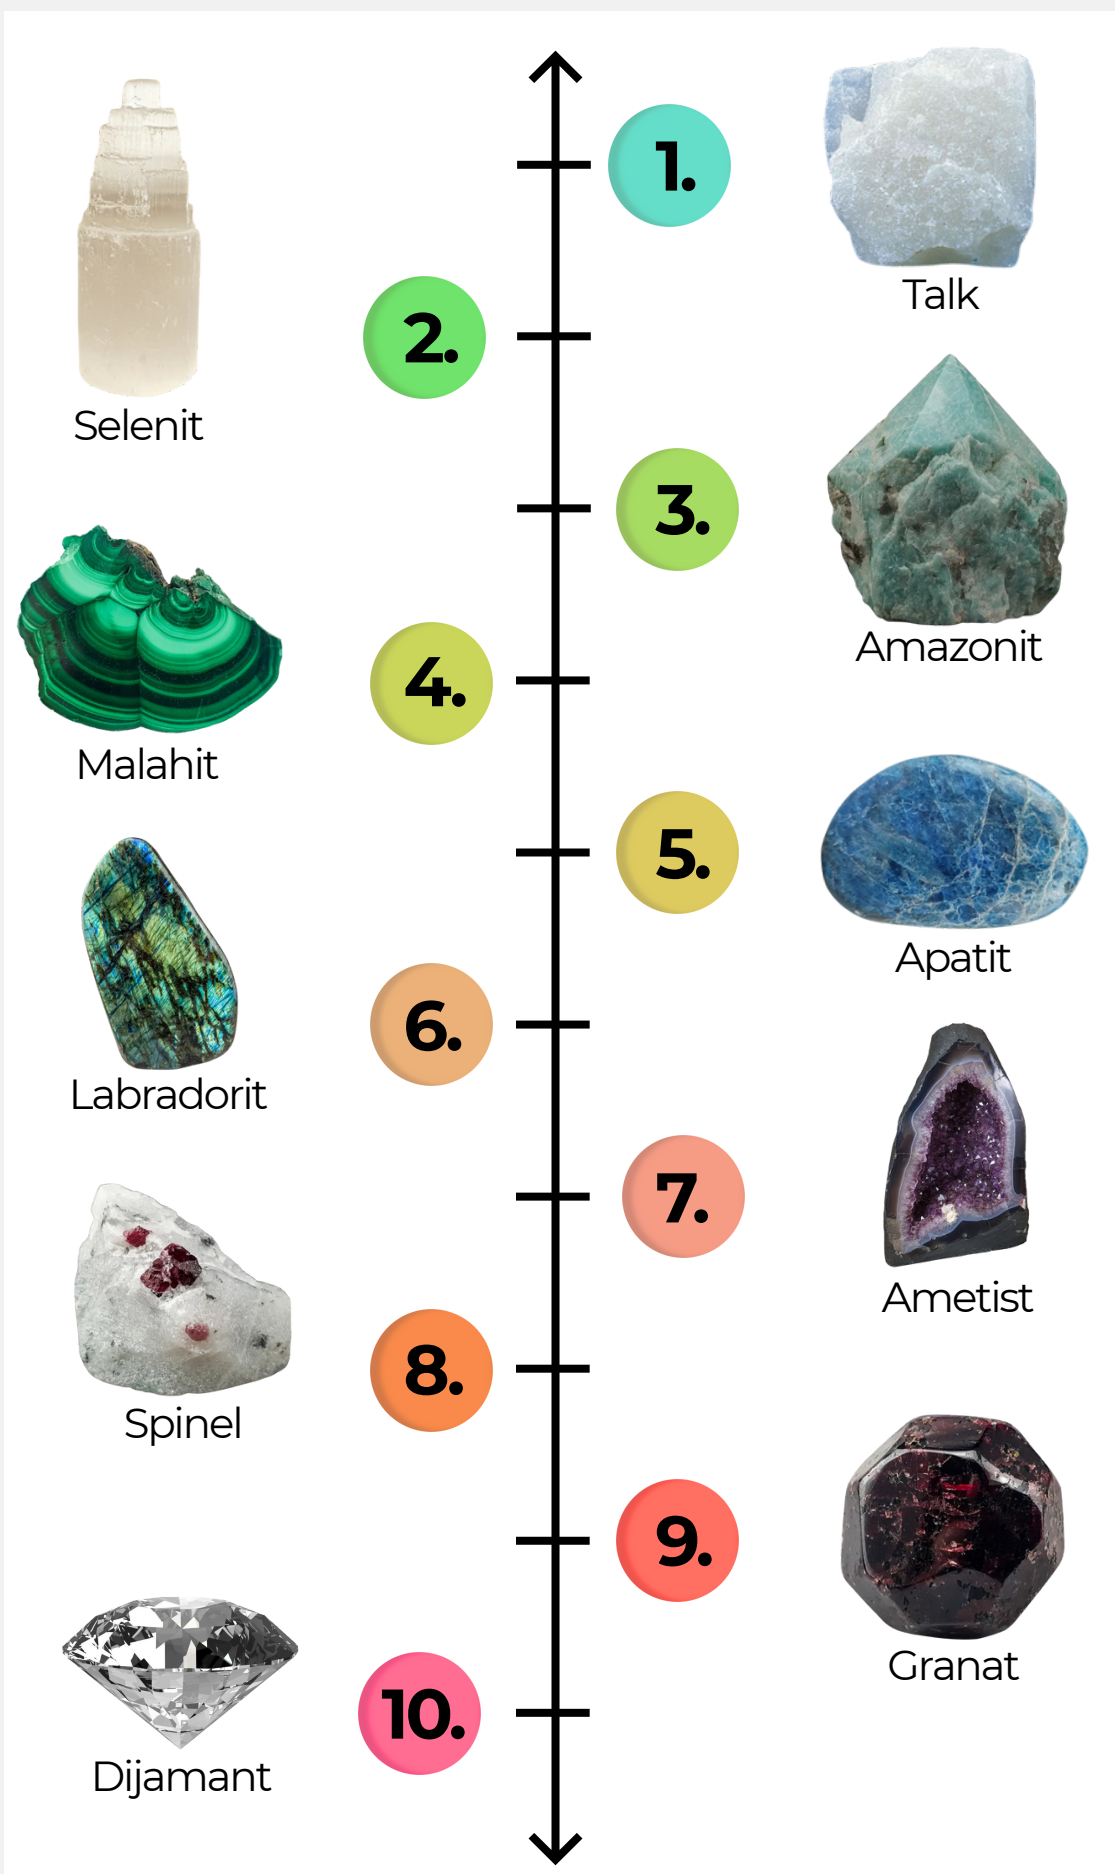 1.
Talk
2.
Selenit
3.
Amazonit
4.
Malahit
5.
Apatit
6.
Labradorit
7.
Ametist
8.
Spinel
9.
Granat
10.
Dijamant